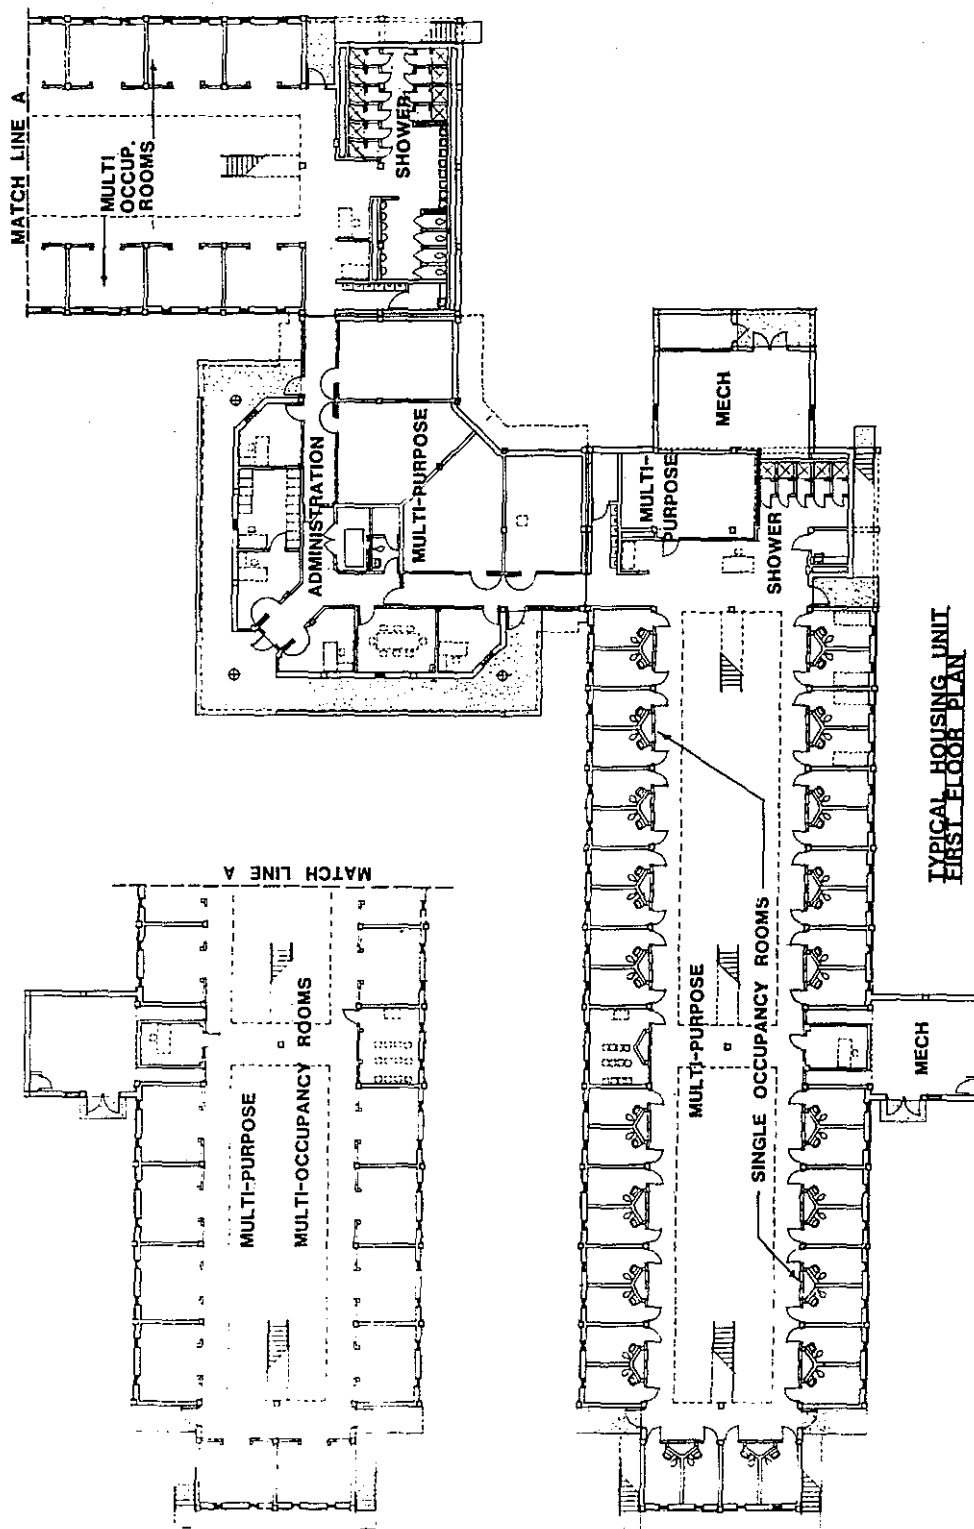 MATCH LINE A
MULTI
OCCUP.
ROOMS
SHOWER
ADMINISTRATION
MULTI-PURPOSE
MECH
MULTI-
PURPOSE
SHOWER
MATCH LINE A
MULTI-PURPOSE
MULTI-OCCUPANCY ROOMS
MULTI-PURPOSE
SINGLE OCCUPANCY ROOMS
MECH
TYPICAL HOUSING UNIT
FIRST FLOOR PLAN